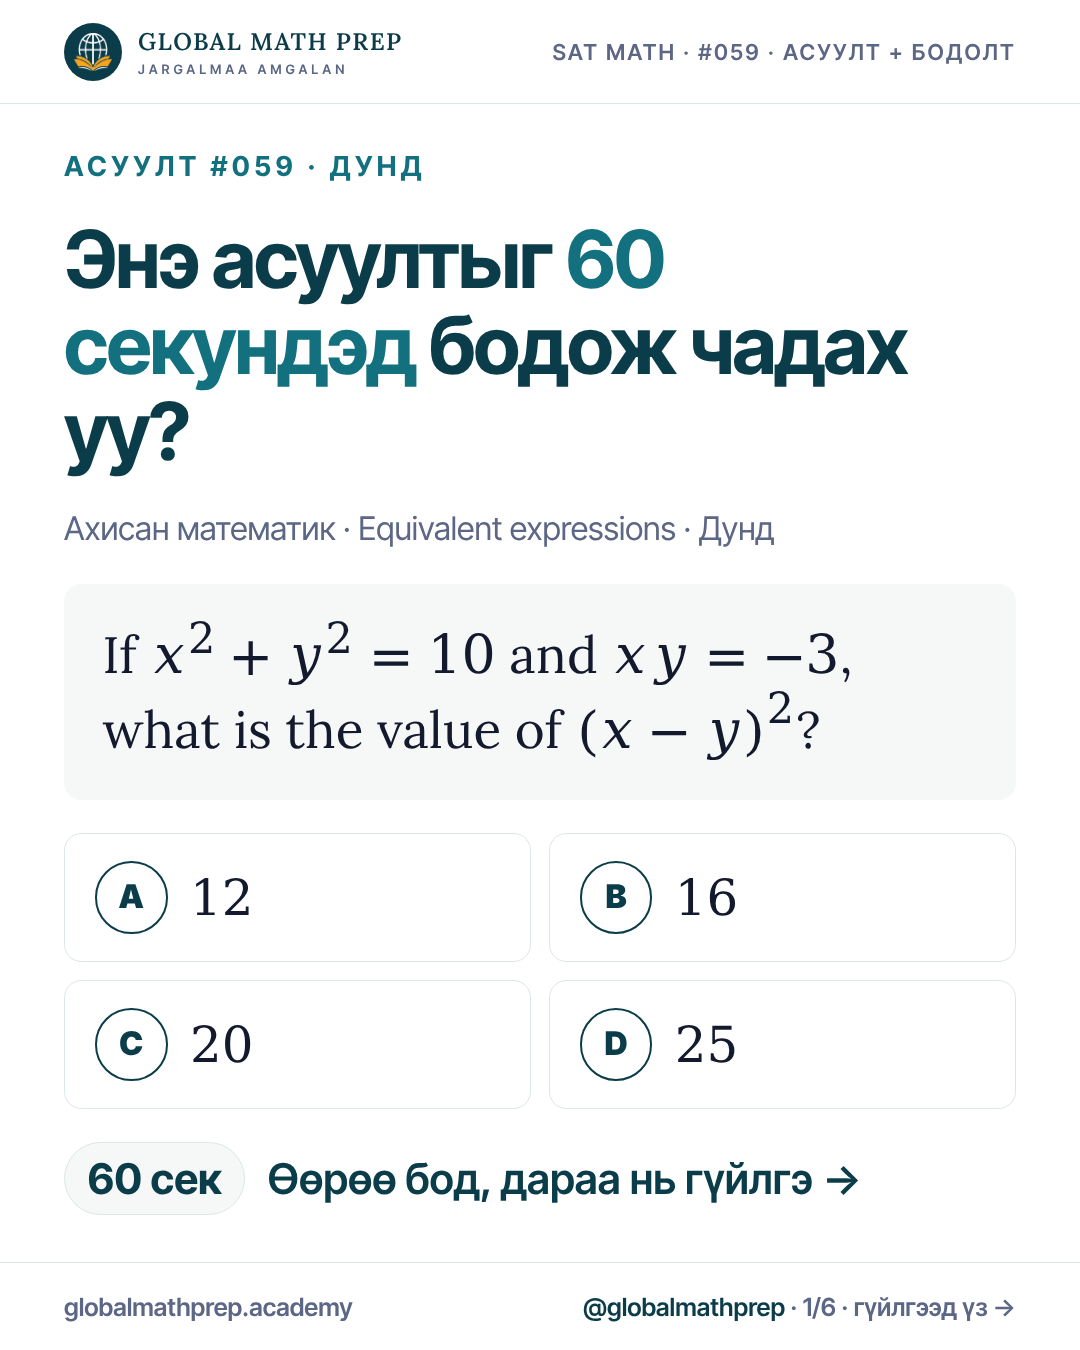 GLOBAL MATH PREP
JARGALMAA AMGALAN
SAT MATH · #059 · АСУУЛТ + БОДОЛТ
АСУУЛТ #059 · ДУНД
Энэ асуултыг 60
секундэд бодож чадах
уу?
Ахисан математик · Equivalent expressions · Дунд
If x² + y² = 10 and xy = −3,
what is the value of (x − y)²?
A 12
B 16
C 20
D 25
60 сек Өөрөө бод, дараа нь гүйлгэ →
globalmathprep.academy
@globalmathprep · 1/6 · гүйлгээд үз →